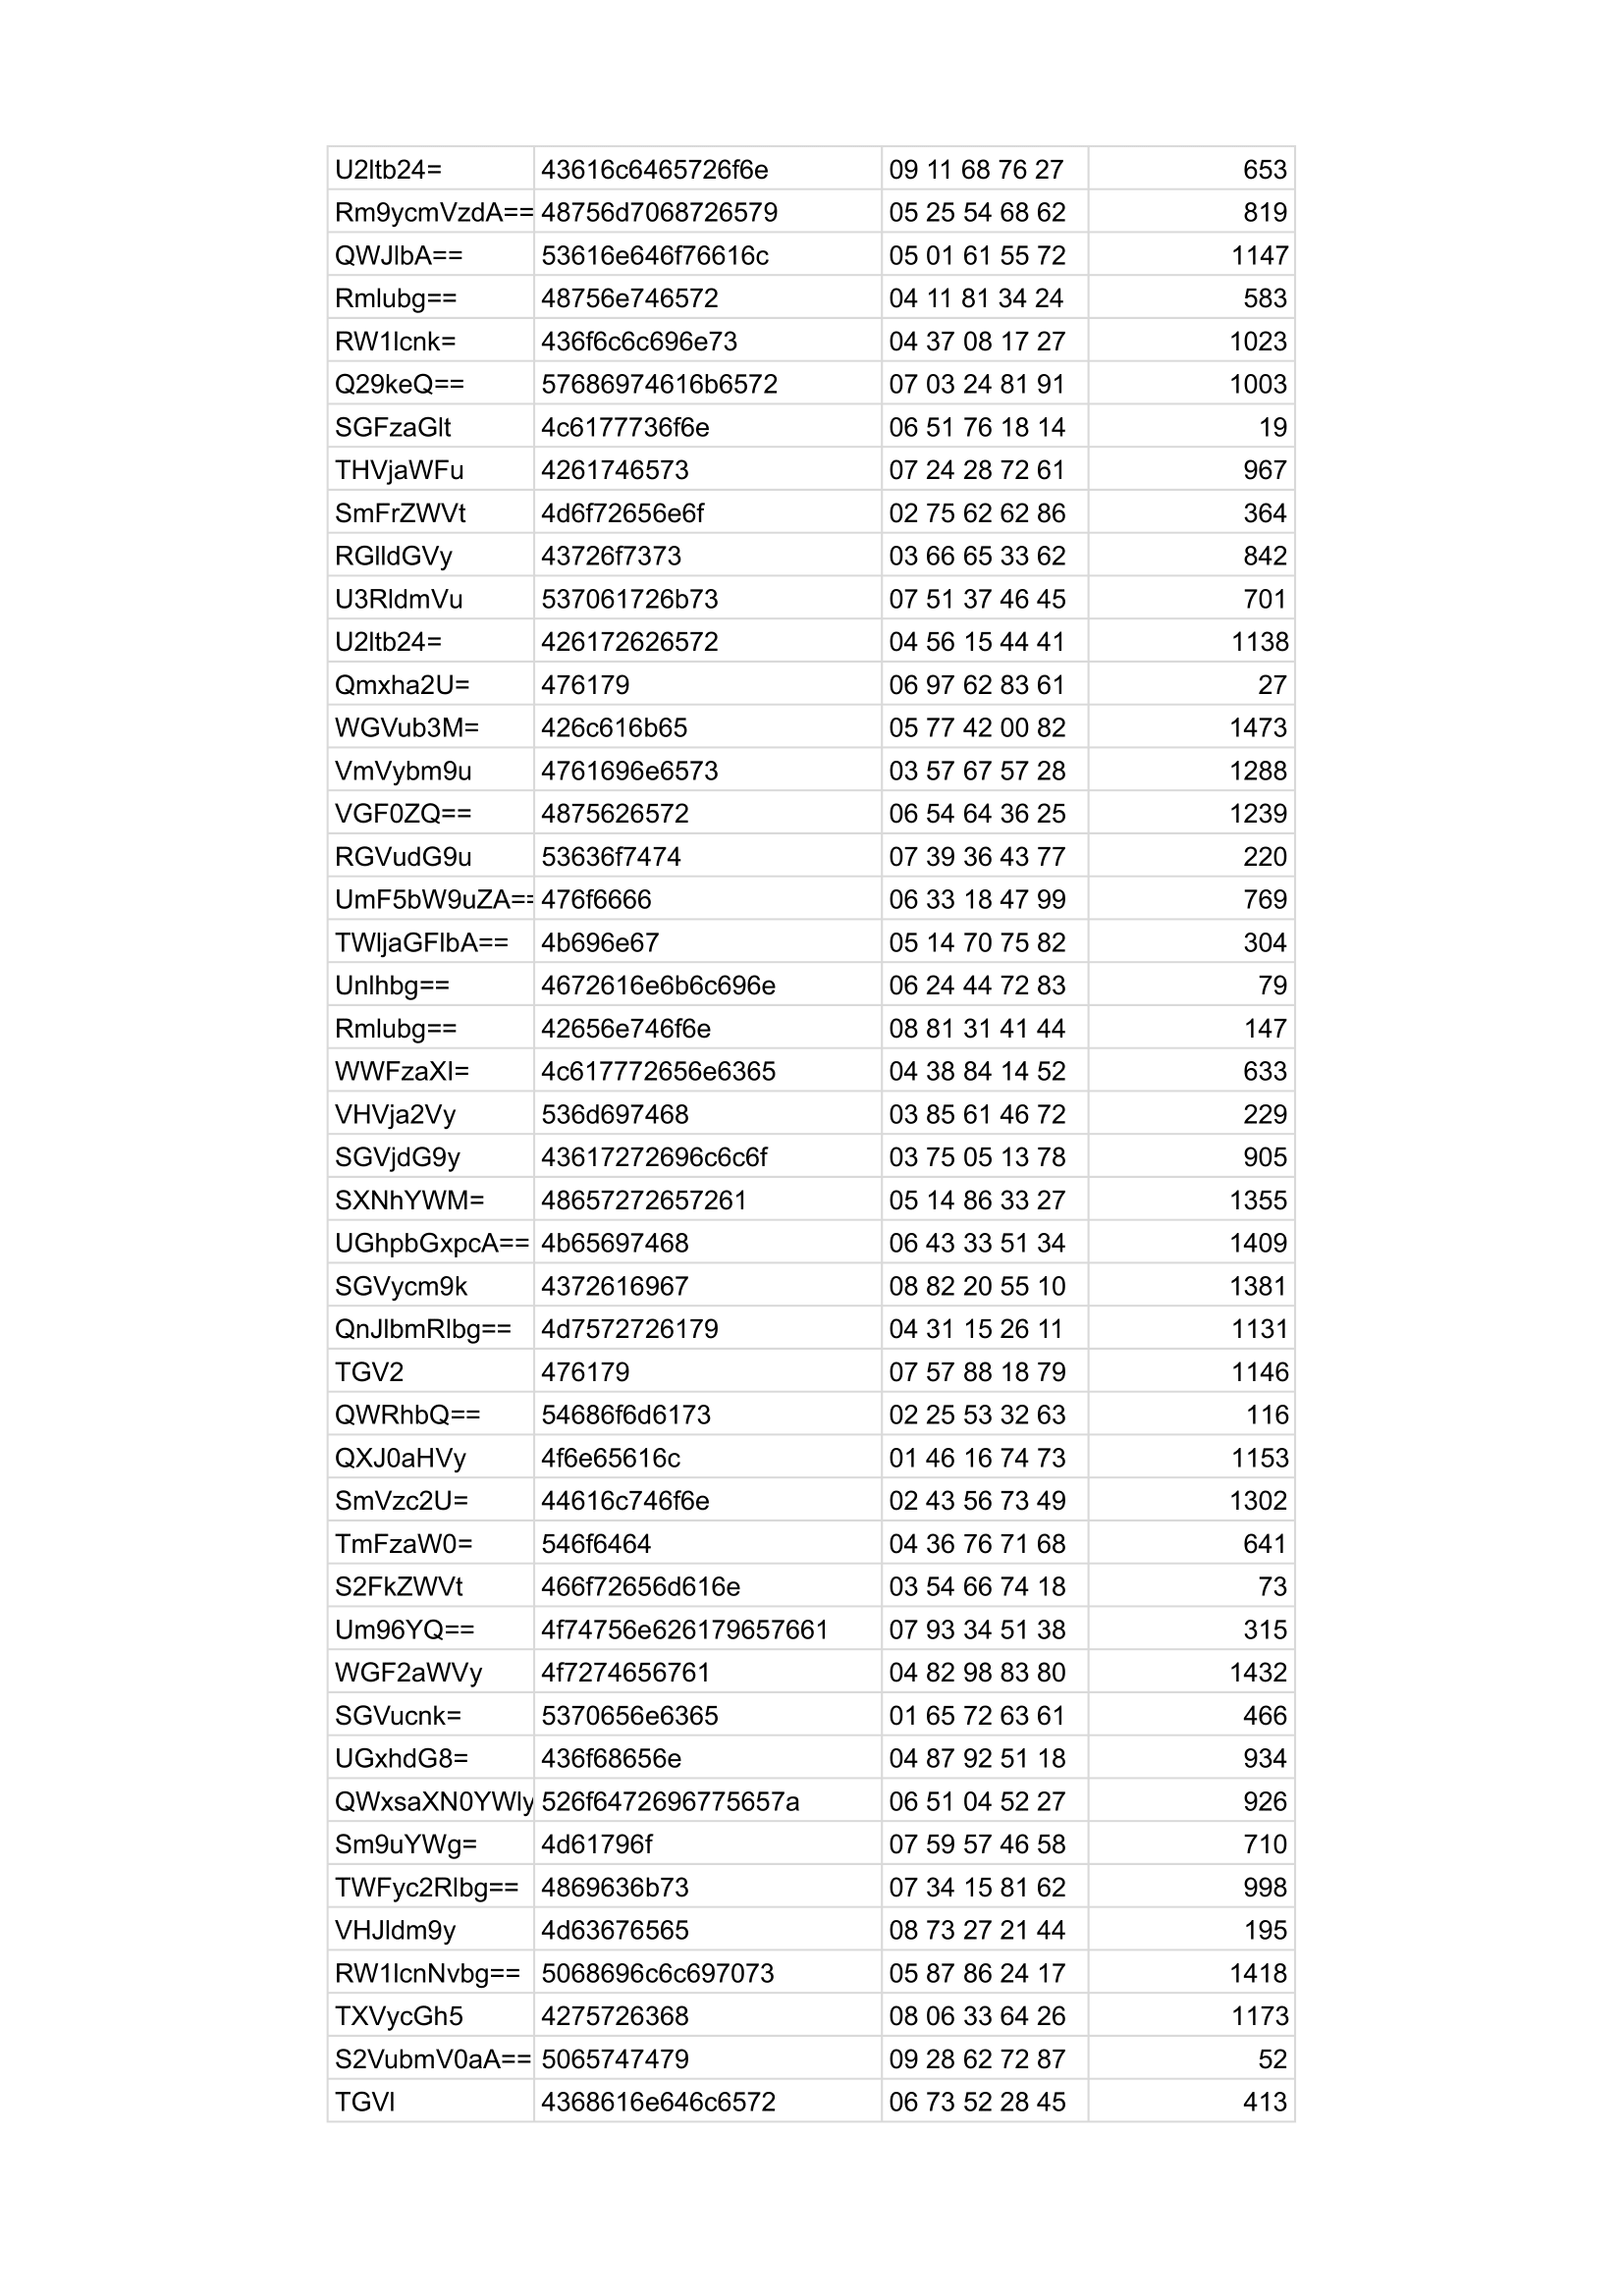 U2ltb24= 43616c6465726f6e 09 11 68 76 27 653
Rm9ycmVzdA== 48756d7068726579 05 25 54 68 62 819
QWJlbA== 53616e646f76616c 05 01 61 55 72 1147
Rmlubg== 48756e746572 04 11 81 34 24 583
RW1lcnk= 436f6c6c696e73 04 37 08 17 27 1023
Q29keQ== 57686974616b6572 07 03 24 81 91 1003
SGFzaGlt 4c6177736f6e 06 51 76 18 14 19
THVjaWFu 4261746573 07 24 28 72 61 967
SmFrZWVt 4d6f72656e6f 02 75 62 62 86 364
RGlldGVy 43726f7373 03 66 65 33 62 842
U3RldmVu 537061726b73 07 51 37 46 45 701
U2ltb24= 426172626572 04 56 15 44 41 1138
Qmxha2U= 476179 06 97 62 83 61 27
WGVub3M= 426c616b65 05 77 42 00 82 1473
VmVybm9u 4761696e6573 03 57 67 57 28 1288
VGF0ZQ== 4875626572 06 54 64 36 25 1239
RGVudG9u 53636f7474 07 39 36 43 77 220
UmF5bW9uZA== 476f6666 06 33 18 47 99 769
TWljaGFlbA== 4b696e67 05 14 70 75 82 304
Unlhbg== 4672616e6b6c696e 06 24 44 72 83 79
Rmlubg== 42656e746f6e 08 81 31 41 44 147
WWFzaXI= 4c617772656e6365 04 38 84 14 52 633
VHVja2Vy 536d697468 03 85 61 46 72 229
SGVjdG9y 43617272696c6c6f 03 75 05 13 78 905
SXNhYWM= 48657272657261 05 14 86 33 27 1355
UGhpbGxpcA== 4b65697468 06 43 33 51 34 1409
SGVycm9k 4372616967 08 82 20 55 10 1381
QnJlbmRlbg== 4d7572726179 04 31 15 26 11 1131
TGV2 476179 07 57 88 18 79 1146
QWRhbQ== 54686f6d6173 02 25 53 32 63 116
QXJ0aHVy 4f6e65616c 01 46 16 74 73 1153
SmVzc2U= 44616c746f6e 02 43 56 73 49 1302
TmFzaW0= 546f6464 04 36 76 71 68 641
S2FkZWVt 466f72656d616e 03 54 66 74 18 73
Um96YQ== 4f74756e626179657661 07 93 34 51 38 315
WGF2aWVy 4f7274656761 04 82 98 83 80 1432
SGVucnk= 5370656e6365 01 65 72 63 61 466
UGxhdG8= 436f68656e 04 87 92 51 18 934
QWxsaXN0YWly 526f6472696775657a 06 51 04 52 27 926
Sm9uYWg= 4d61796f 07 59 57 46 58 710
TWFyc2Rlbg== 4869636b73 07 34 15 81 62 998
VHJldm9y 4d63676565 08 73 27 21 44 195
RW1lcnNvbg== 5068696c6c697073 05 87 86 24 17 1418
TXVycGh5 4275726368 08 06 33 64 26 1173
S2VubmV0aA== 5065747479 09 28 62 72 87 52
TGVl 4368616e646c6572 06 73 52 28 45 413